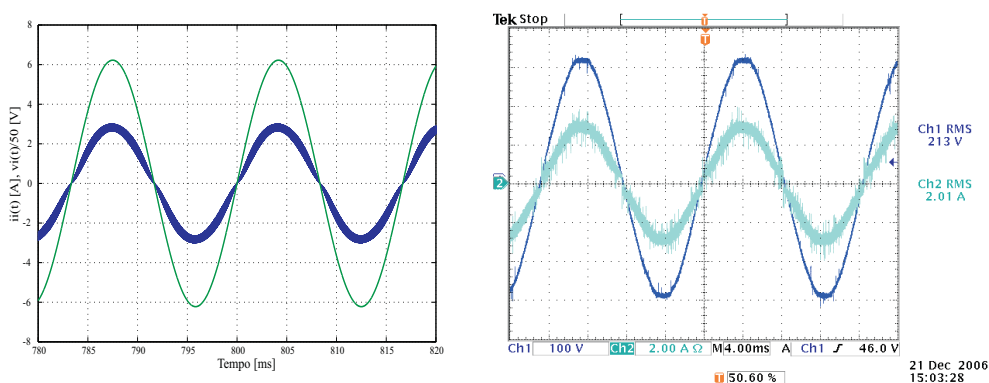 ii(t) [A], vi(t)/50 [V]
8
6
4
2
0
-2
-4
-6
-8
780 785 790 795 800 805 810 815 820
Tempo [ms]
Tek Stop
T
T
2
Ch1 RMS
213 V
Ch2 RMS
2.01 A
Ch1 100 V Ch2 2.00 A Ω M 4.00ms A Ch1 46.0 V
T 50.60 %
21 Dec 2006
15:03:28